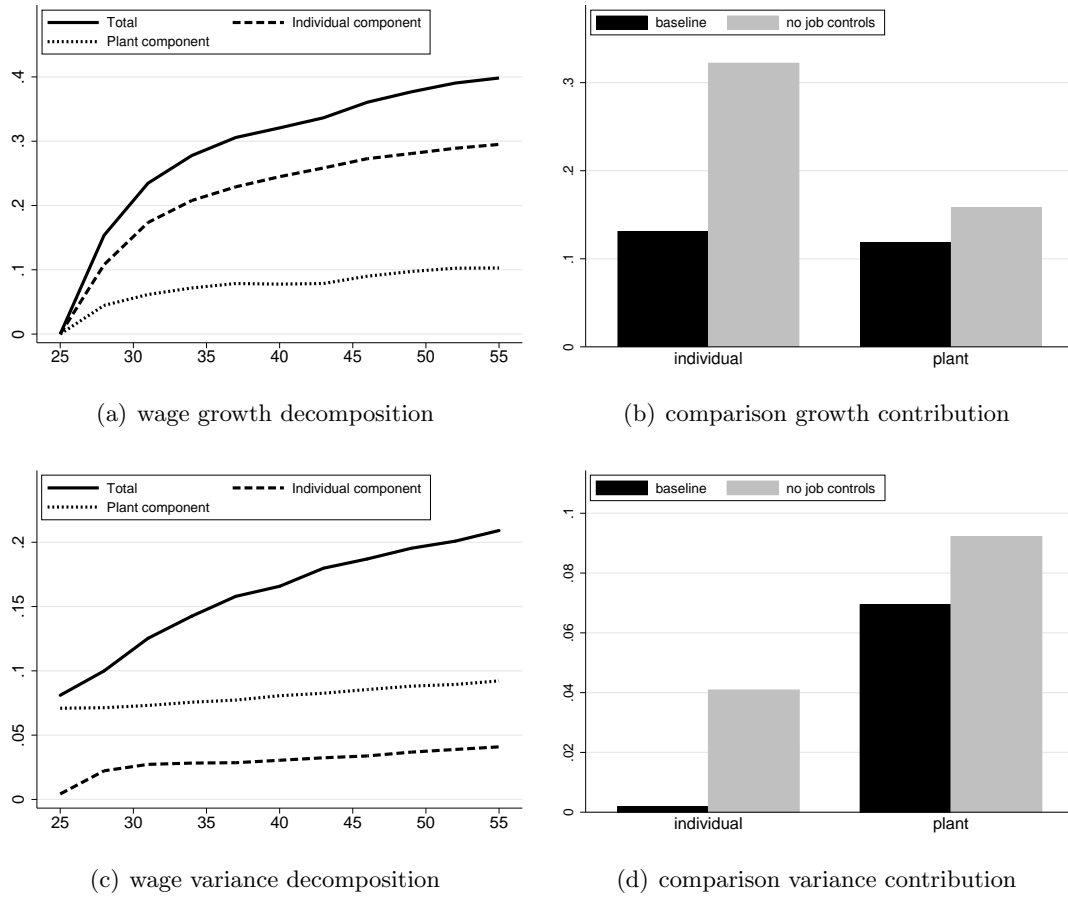 Total
Individual component
Plant component
0
.1
.2
.3
.4
25 30 35 40 45 50 55
(a) wage growth decomposition
baseline
no job controls
0
.1
.2
.3
individual
plant
(b) comparison growth contribution
Total
Individual component
Plant component
0
.05
.1
.15
.2
25 30 35 40 45 50 55
(c) wage variance decomposition
baseline
no job controls
0
.02
.04
.06
.08
.1
individual
plant
(d) comparison variance contribution